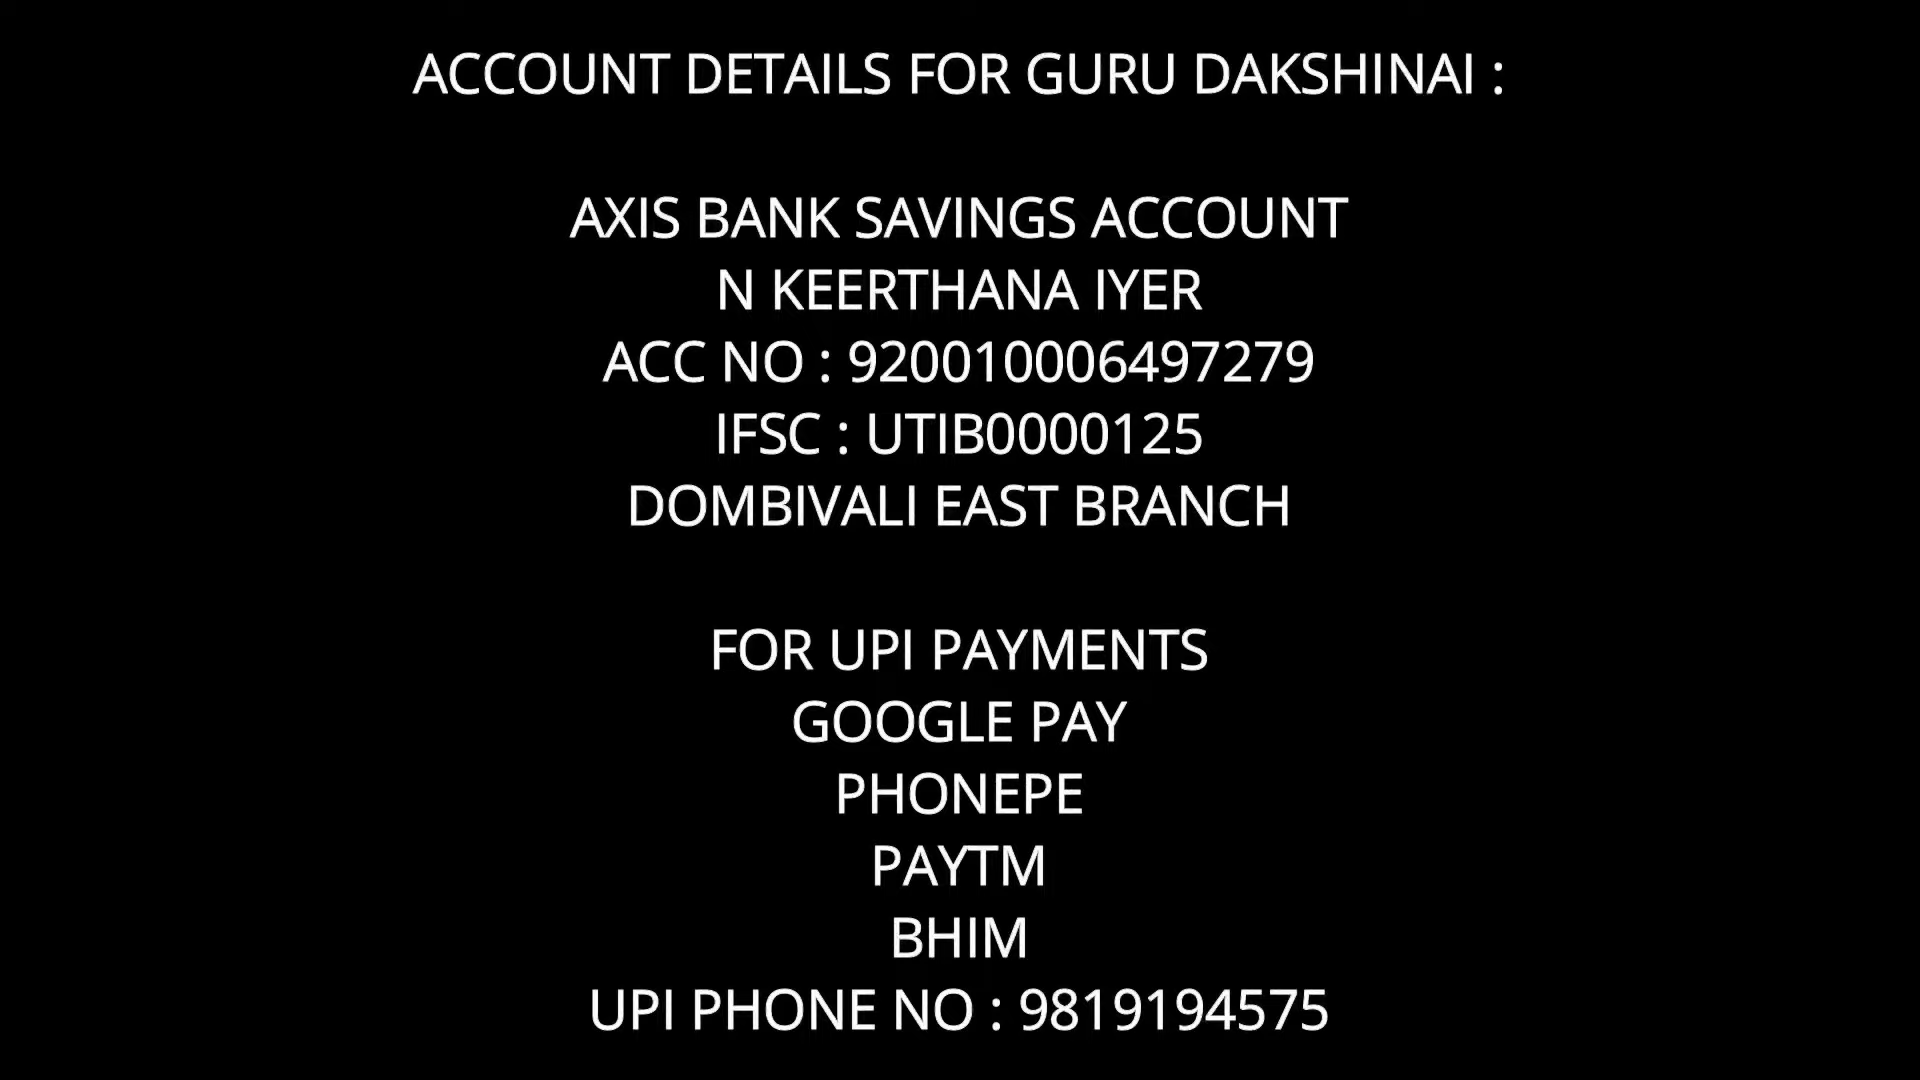 ACCOUNT DETAILS FOR GURU DAKSHINAI :
AXIS BANK SAVINGS ACCOUNT
N KEERTHANA IYER
ACC NO : 920010006497279
IFSC : UTIB0000125
DOMBIVALI EAST BRANCH
FOR UPI PAYMENTS
GOOGLE PAY
PHONEPE
PAYTM
BHIM
UPI PHONE NO : 9819194575